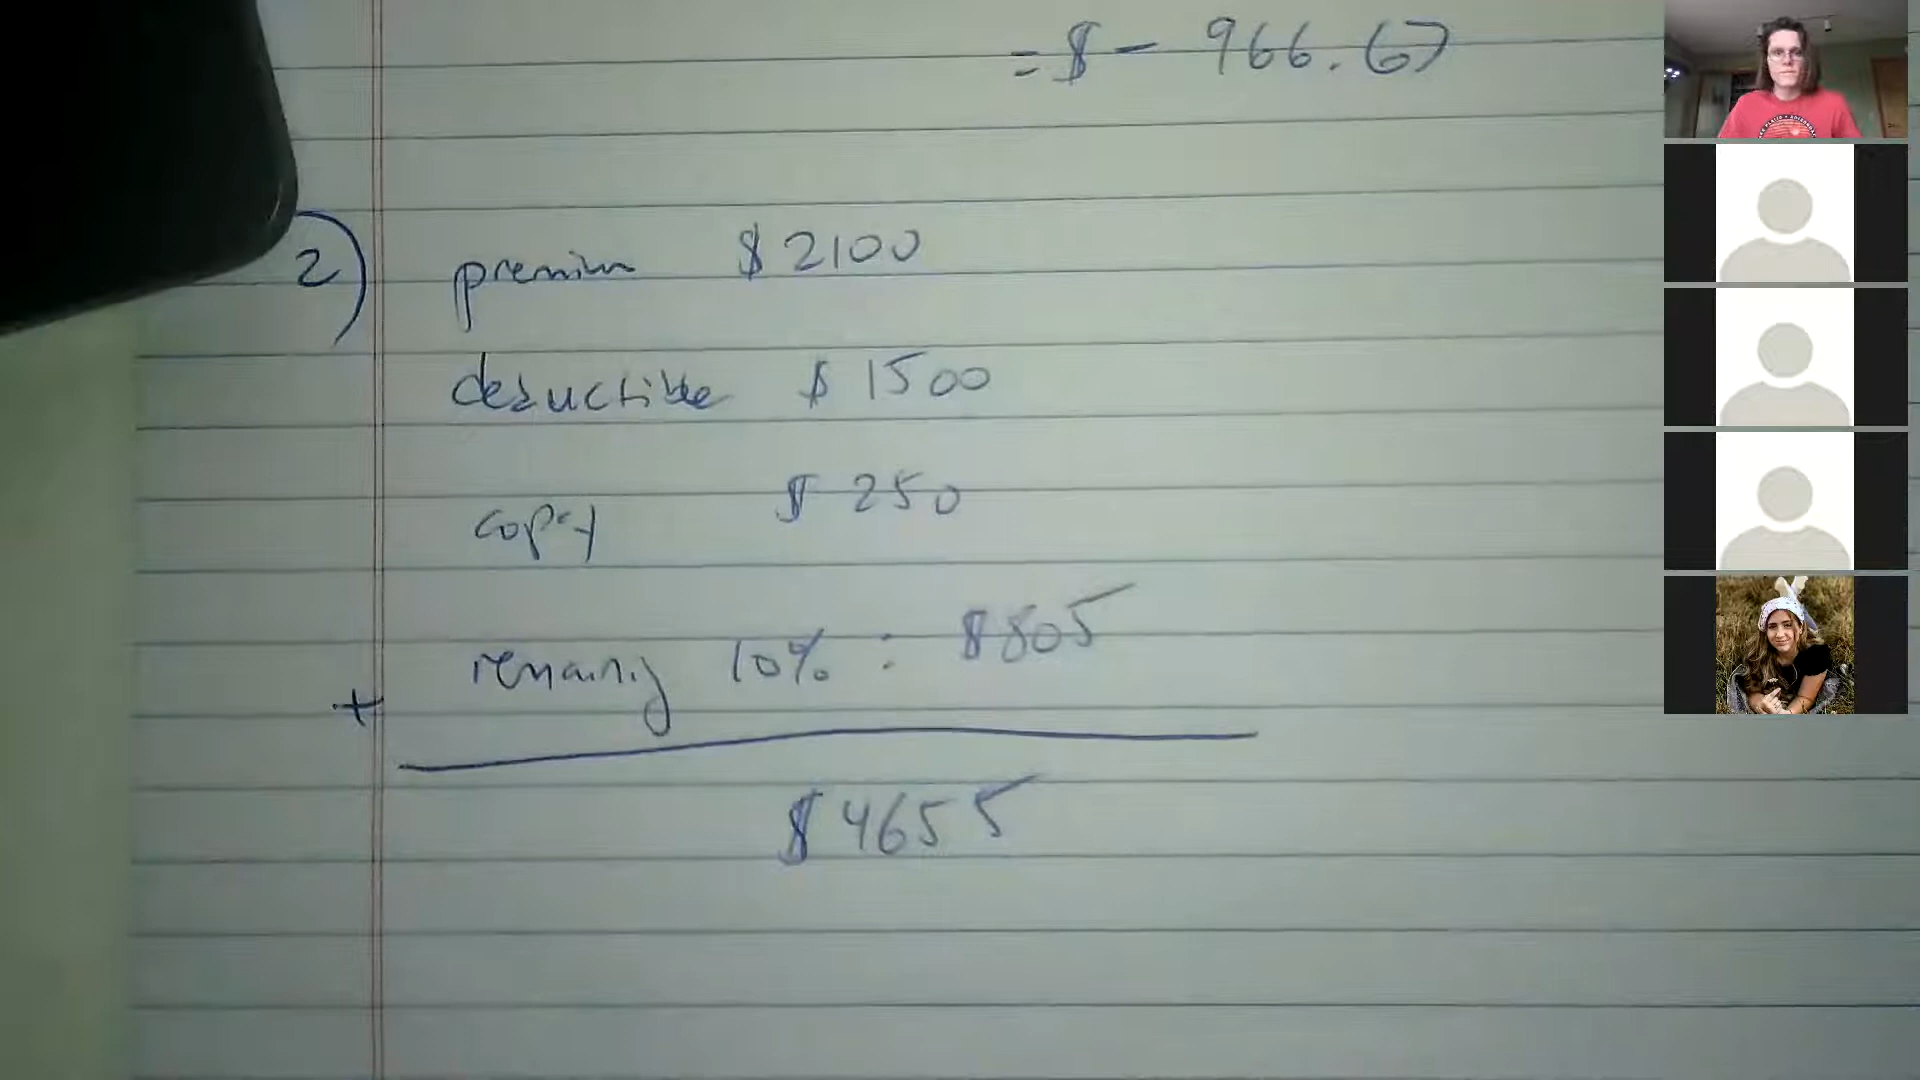 = $ - 966.67
2) premium $ 2100
deductible $ 1500
copay $ 250
remaining 10% : $805
+
$ 4655